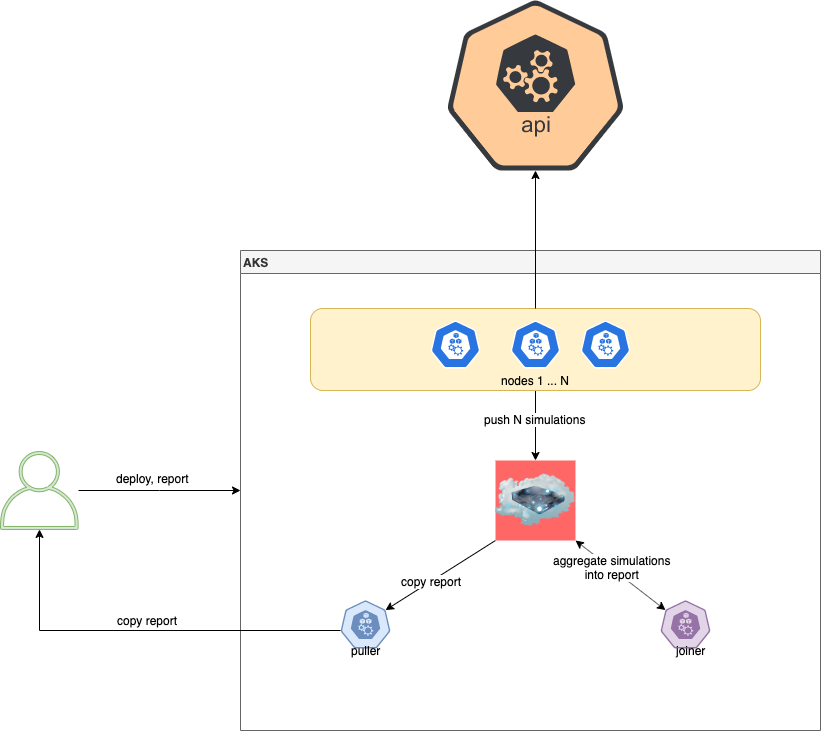 api
AKS
nodes 1 ... N
push N simulations
deploy, report
aggregate simulations
into report
copy report
copy report
puller
joiner